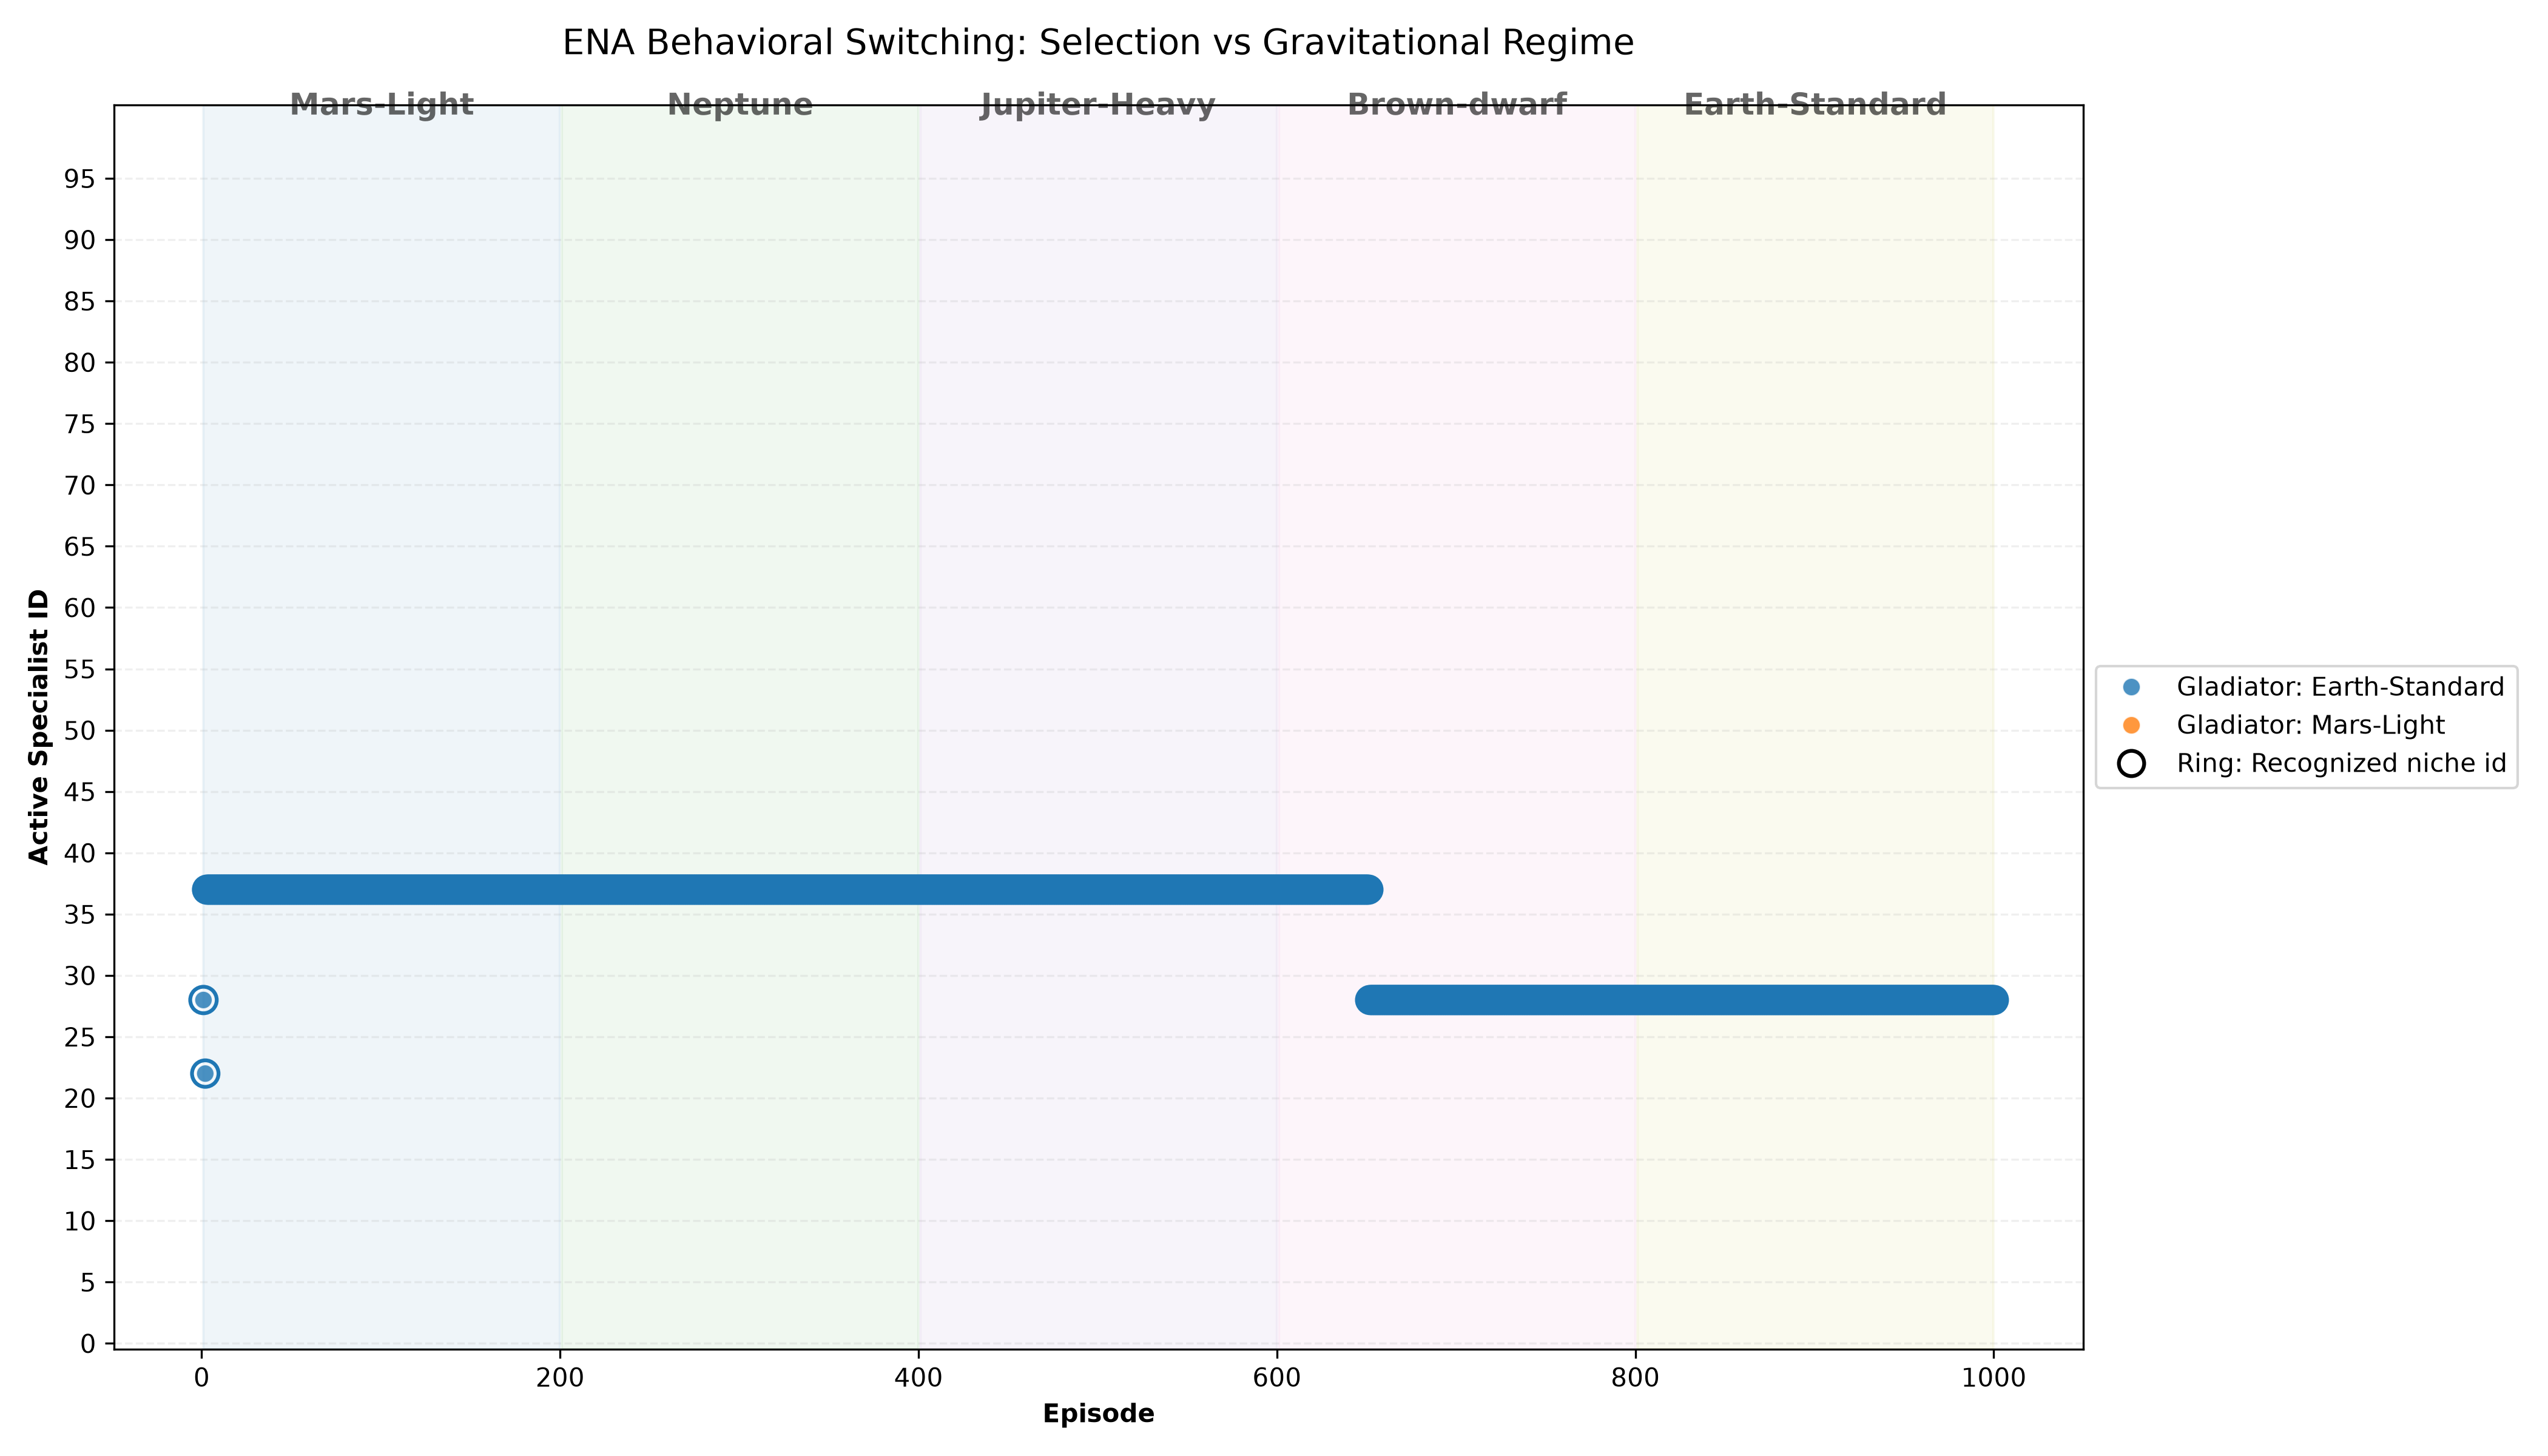 ENA Behavioral Switching: Selection vs Gravitational Regime
Mars-Light
Neptune
Jupiter-Heavy
Brown-dwarf
Earth-Standard
Active Specialist ID
95
90
85
80
75
70
65
60
55
50
45
40
35
30
25
20
15
10
5
0
0
200
400
600
800
1000
Episode
Gladiator: Earth-Standard
Gladiator: Mars-Light
Ring: Recognized niche id